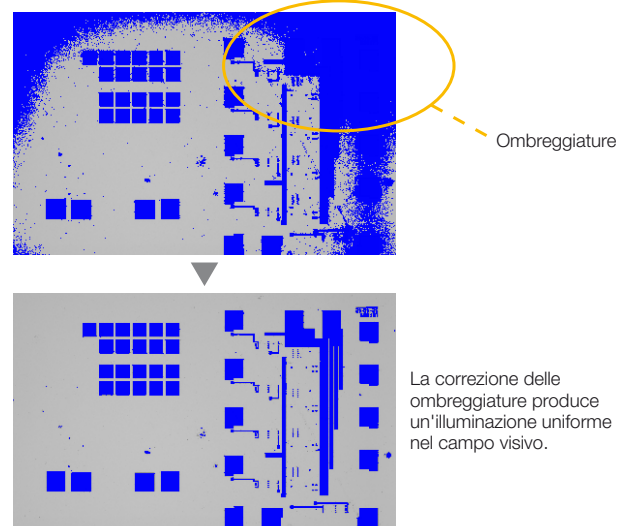 Ombreggiature
La correzione delle
ombreggiature produce
un'illuminazione uniforme
nel campo visivo.